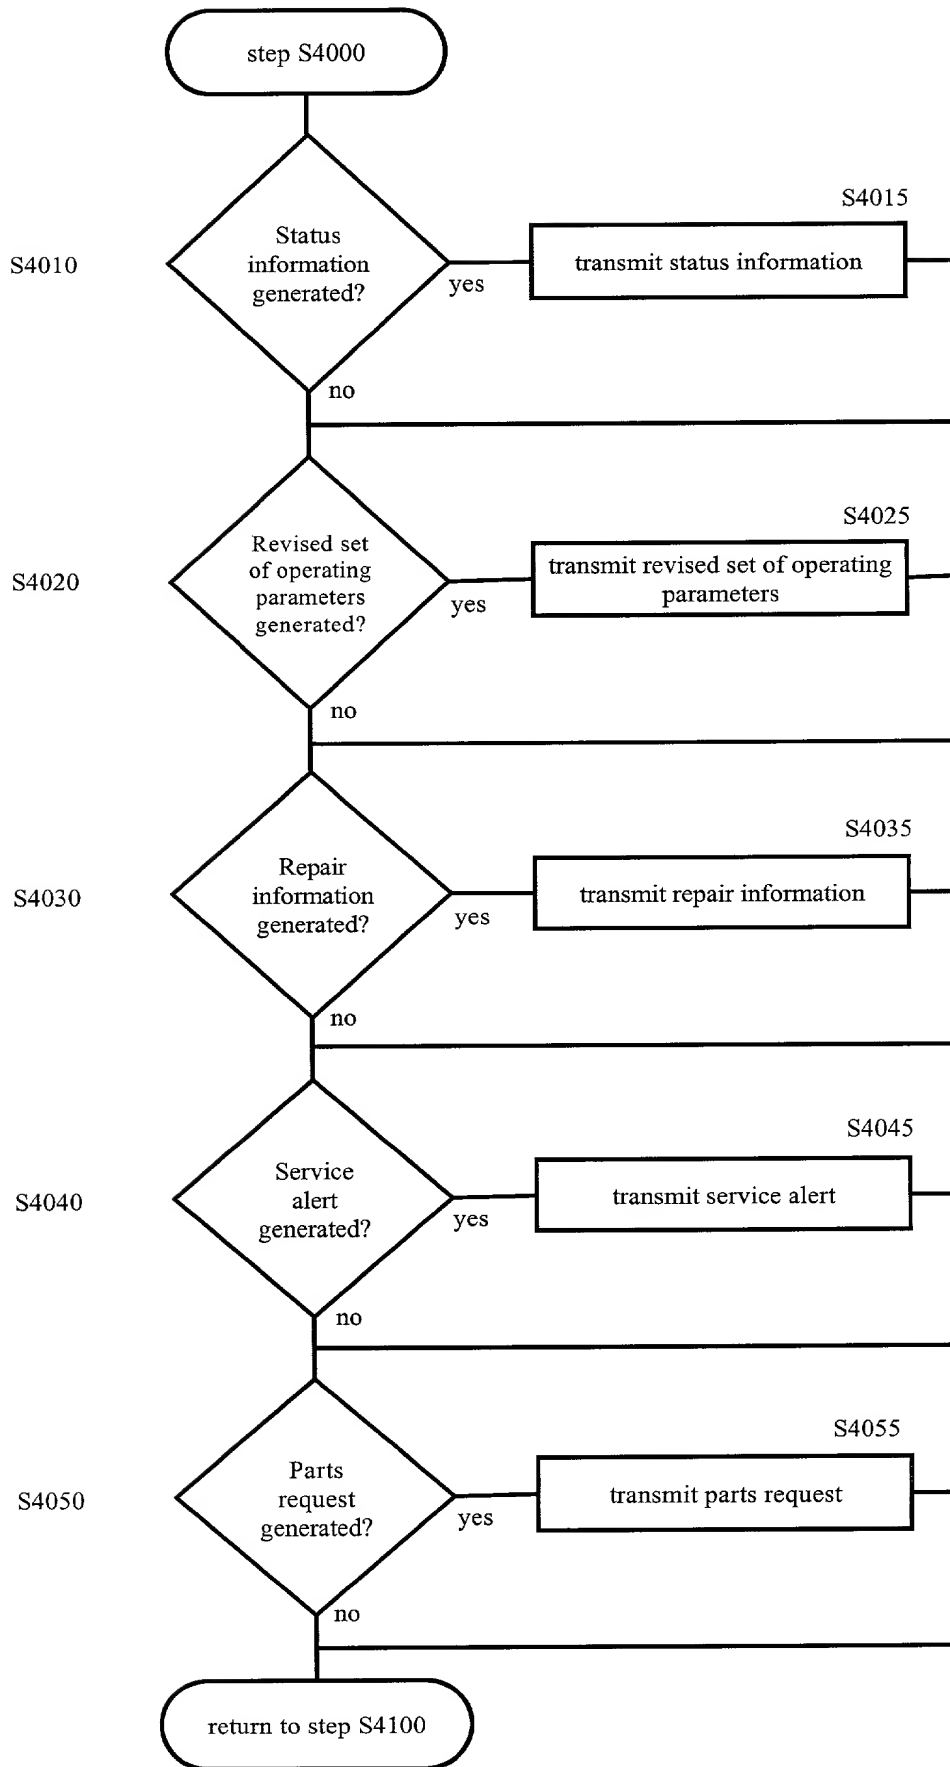 step S4000
S4015
S4010
Status
information
generated?
yes
transmit status information
no
S4025
S4020
Revised set
of operating
parameters
generated?
yes
transmit revised set of operating
parameters
no
S4035
S4030
Repair
information
generated?
yes
transmit repair information
no
S4045
S4040
Service
alert
generated?
yes
transmit service alert
no
S4055
S4050
Parts
request
generated?
yes
transmit parts request
no
return to step S4100